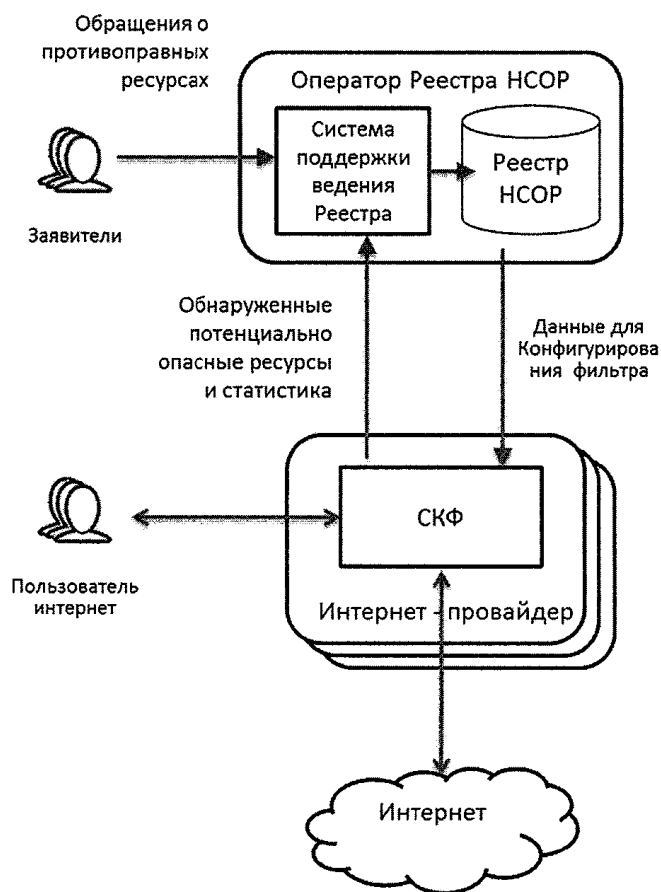 Обращения о
противоправных
ресурсах
Оператор Реестра НСОР
Система
поддержки
ведения
Реестра
Реестр
НСОР
Заявители
Обнаруженные
потенциально
опасные ресурсы
и статистика
Данные для
Конфигурирова
ния фильтра
СКФ
Пользователь
интернет
Интернет - провайдер
Интернет